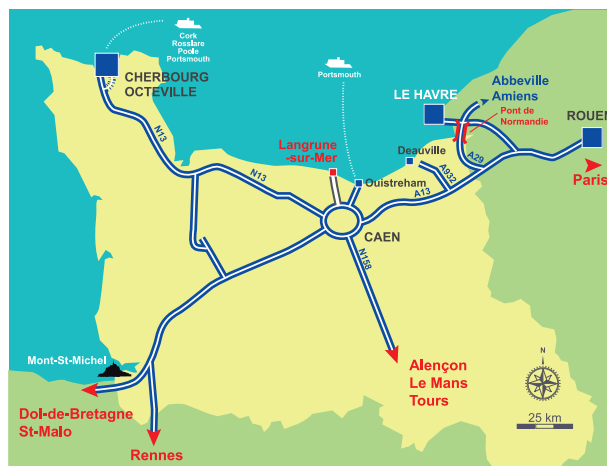 Cork
Rosslare
Poole
Portsmouth
CHERBOURG
OCTEVILLE
Portsmouth
LE HAVRE
Abbeville
Amiens
Pont de
Normandie
ROUEN
Paris
N13
N13
Langrune
-sur-Mer
Deauville
Ouistreham
A932
A29
A13
CAEN
N158
Mont-St-Michel
Dol-de-Bretagne
St-Malo
Rennes
Alençon
Le Mans
Tours
N
25 km